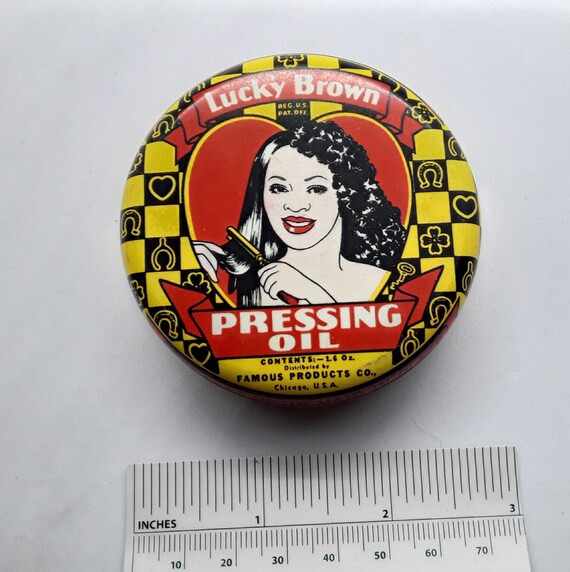 Lucky Brown
REG. U.S.
PAT. OFF.
PRESSING
OIL
CONTENTS:—1.6 Oz.
Distributed by
FAMOUS PRODUCTS CO.,
Chicago, U.S.A.
INCHES 1 2 3
10 20 30 40 50 60 70